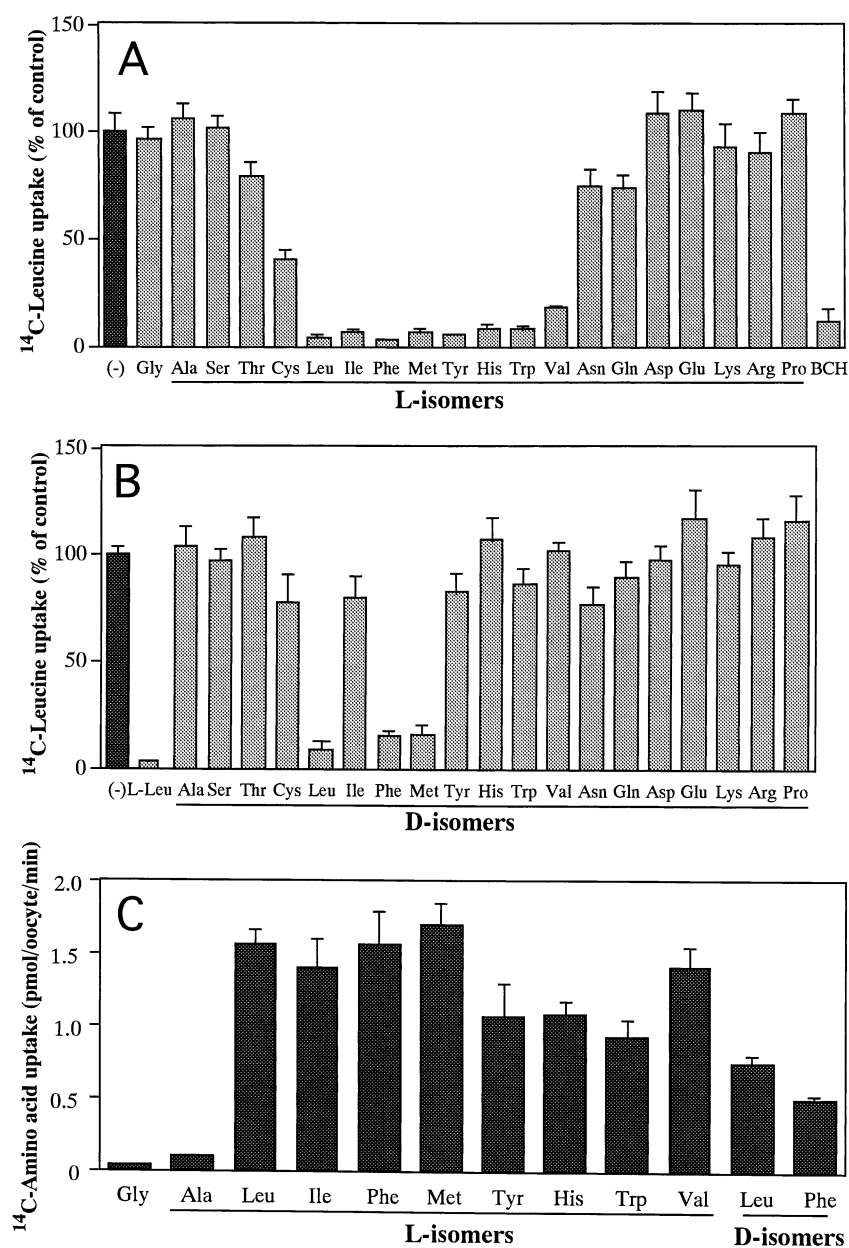 A
¹⁴C-Leucine uptake (% of control)
150
100
50
0
(-) Gly Ala Ser Thr Cys Leu Ile Phe Met Tyr His Trp Val Asn Gln Asp Glu Lys Arg Pro BCH
L-isomers
B
¹⁴C-Leucine uptake (% of control)
150
100
50
0
(-) L-Leu Ala Ser Thr Cys Leu Ile Phe Met Tyr His Trp Val Asn Gln Asp Glu Lys Arg Pro
D-isomers
C
¹⁴C-Amino acid uptake (pmol/oocyte/min)
2.0
1.5
1.0
0.5
0
Gly Ala Leu Ile Phe Met Tyr His Trp Val Leu Phe
L-isomers D-isomers